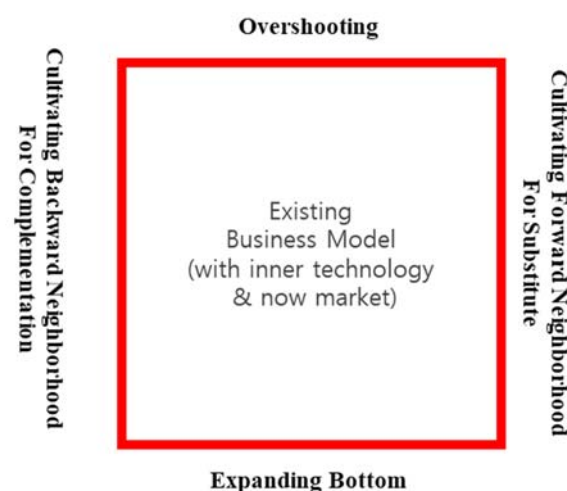 Overshooting
Cultivating Backward Neighborhood
For Complementation
Existing
Business Model
(with inner technology
& now market)
Cultivating Forward Neighborhood
For Substitute
Expanding Bottom